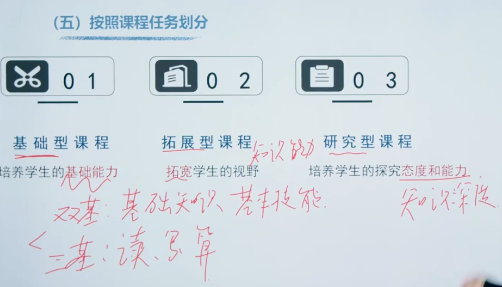 （五）按照课程任务划分
01
02
03
基础型课程
拓展型课程
知识能力
研究型课程
培养学生的基础能力
拓宽学生的视野
培养学生的探究态度和能力
双基：基础知识、基本技能.
知识深度
三基：读、写、算